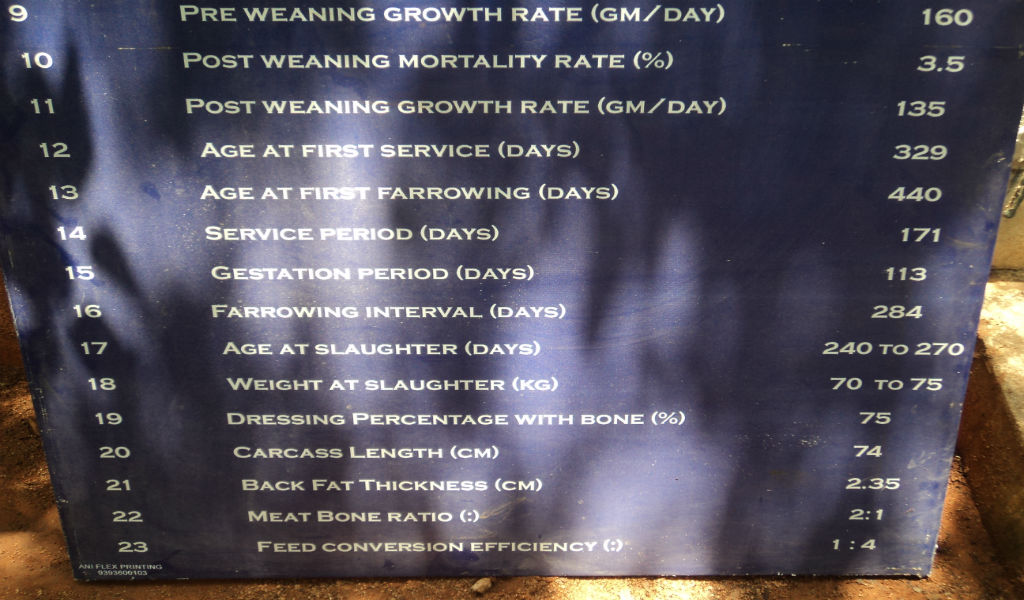 9 PRE WEANING GROWTH RATE (GM/DAY) 160
10 POST WEANING MORTALITY RATE (%) 3.5
11 POST WEANING GROWTH RATE (GM/DAY) 135
12 AGE AT FIRST SERVICE (DAYS) 329
13 AGE AT FIRST FARROWING (DAYS) 440
14 SERVICE PERIOD (DAYS) 171
15 GESTATION PERIOD (DAYS) 113
16 FARROWING INTERVAL (DAYS) 284
17 AGE AT SLAUGHTER (DAYS) 240 TO 270
18 WEIGHT AT SLAUGHTER (KG) 70 TO 75
19 DRESSING PERCENTAGE WITH BONE (%) 75
20 CARCASS LENGTH (CM) 74
21 BACK FAT THICKNESS (CM) 2.35
22 MEAT BONE RATIO (:) 2:1
23 FEED CONVERSION EFFICIENCY (:) 1 : 4
ANI FLEX PRINTING
9393600103